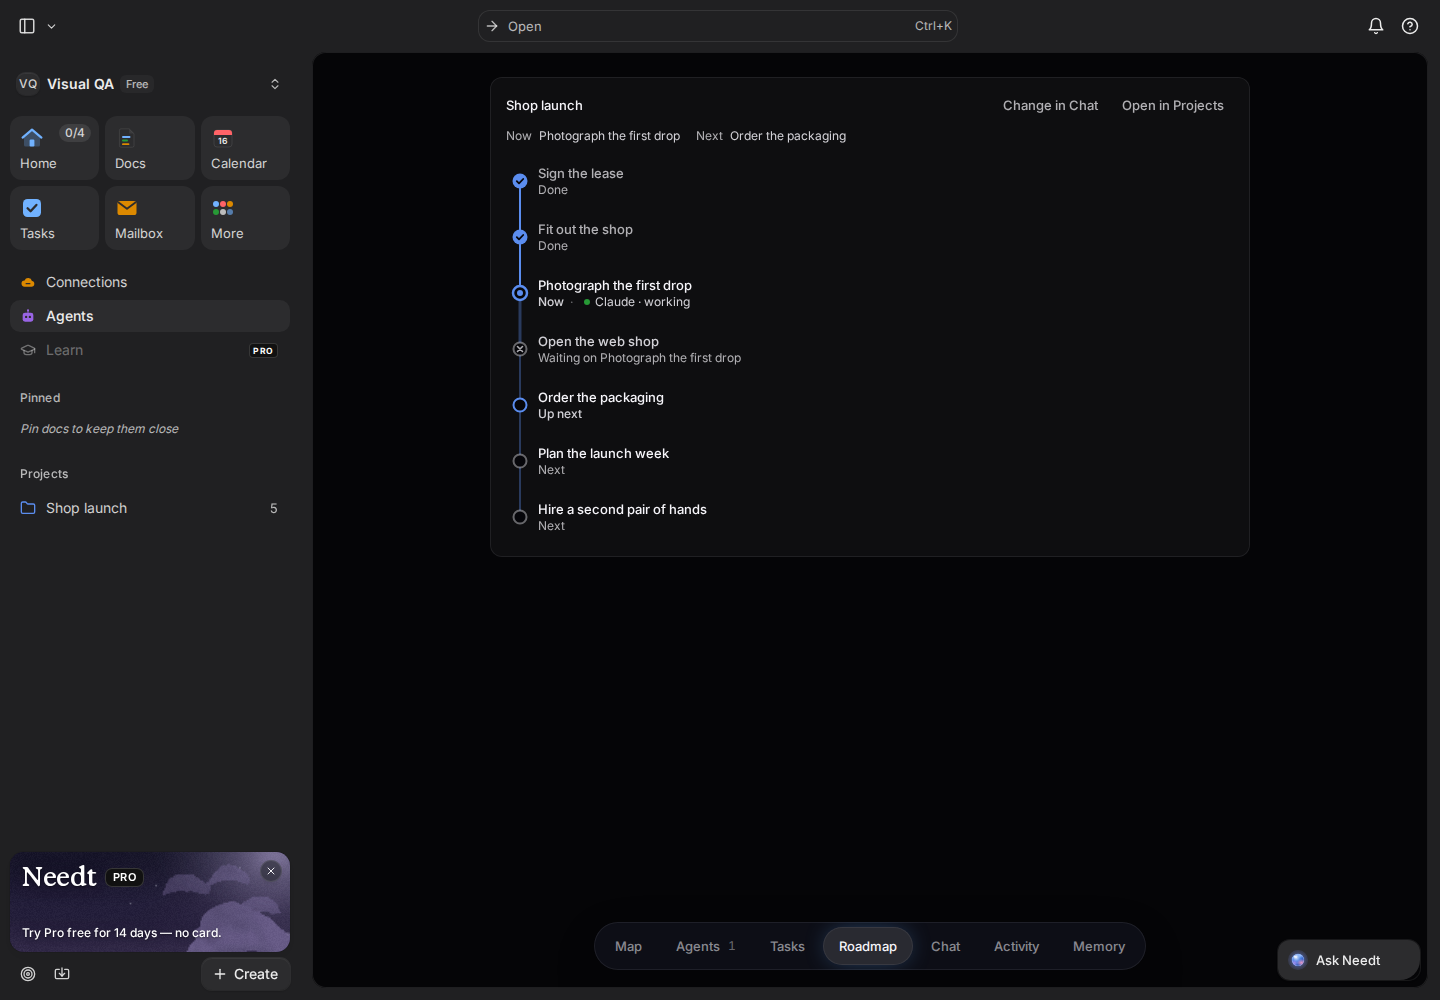 Open
Ctrl+K
VQ Visual QA Free
0/4
Home
Docs
16
Calendar
Tasks
Mailbox
More
Connections
Agents
Learn PRO
Pinned
Pin docs to keep them close
Projects
Shop launch 5
Needt PRO
Try Pro free for 14 days — no card.
Create
Shop launch
Change in Chat
Open in Projects
Now Photograph the first drop Next Order the packaging
Sign the lease
Done
Fit out the shop
Done
Photograph the first drop
Now · Claude · working
Open the web shop
Waiting on Photograph the first drop
Order the packaging
Up next
Plan the launch week
Next
Hire a second pair of hands
Next
Map
Agents 1
Tasks
Roadmap
Chat
Activity
Memory
Ask Needt